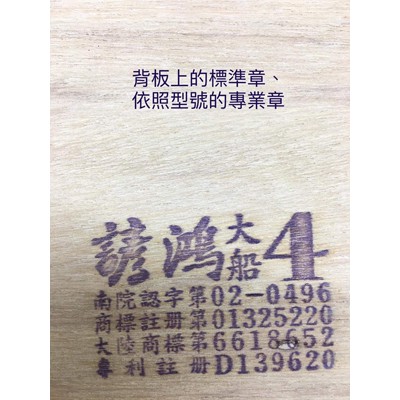 背板上的標準章、
依照型號的專業章
諺鴻大船4
南院認字第02-0496
商標註册第01325220
大陸商標第6618652
專利註册D139620